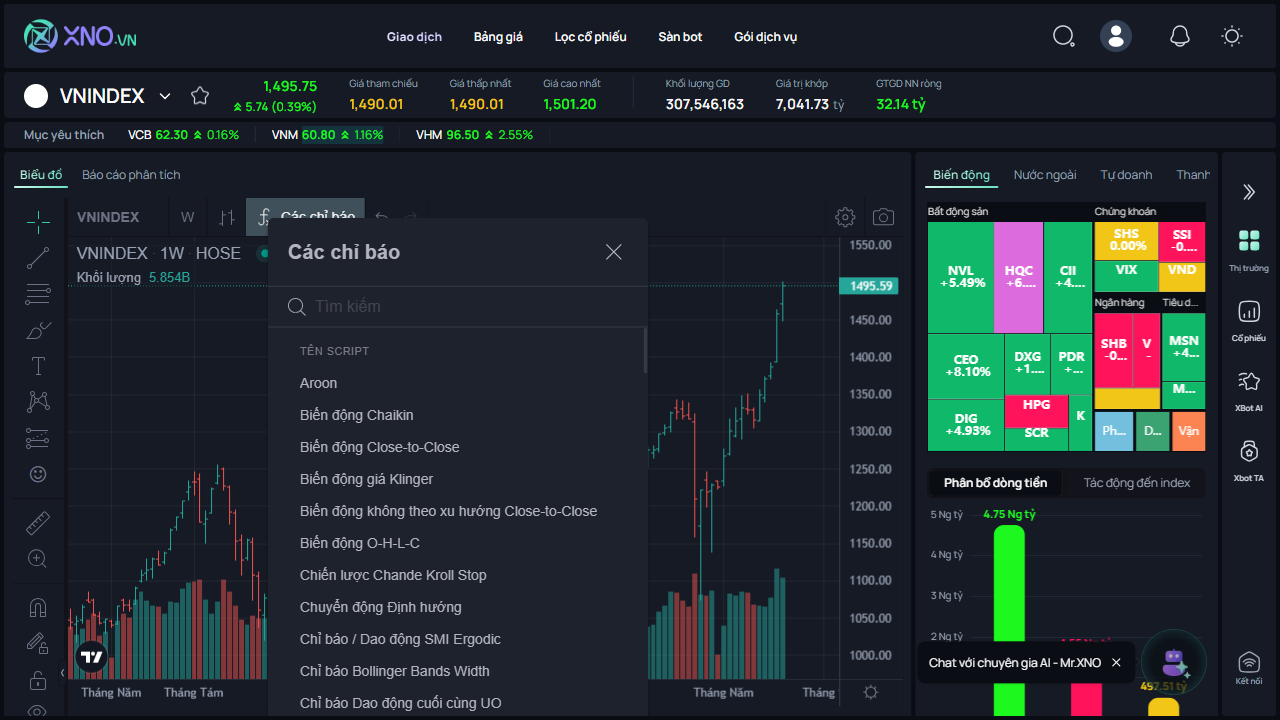 XNO.VN
Giao dịch
Bảng giá
Lọc cổ phiếu
Sàn bot
Gói dịch vụ
VNINDEX
1,495.75
5.74 (0.39%)
Giá tham chiếu
1,490.01
Giá thấp nhất
1,490.01
Giá cao nhất
1,501.20
Khối lượng GD
307,546,163
Giá trị khớp
7,041.73 tỷ
GTGD NN ròng
32.14 tỷ
Mục yêu thích
VCB 62.30 0.16%
VNM 60.80 1.16%
VHM 96.50 2.55%
Biểu đồ
Báo cáo phân tích
VNINDEX
W
Các chỉ báo
VNINDEX · 1W · HOSE
Khối lượng 5.854B
Các chỉ báo
Tìm kiếm
TÊN SCRIPT
Aroon
Biến động Chaikin
Biến động Close-to-Close
Biến động giá Klinger
Biến động không theo xu hướng Close-to-Close
Biến động O-H-L-C
Chiến lược Chande Kroll Stop
Chuyển động Định hướng
Chỉ báo / Dao động SMI Ergodic
Chỉ báo Bollinger Bands Width
Chỉ báo Dao động cuối cùng UO
1550.00
1495.59
1450.00
1400.00
1350.00
1300.00
1250.00
1200.00
1150.00
1100.00
1050.00
1000.00
Tháng Năm
Tháng Tám
Tháng Năm
Tháng
Biến động
Nước ngoài
Tự doanh
Thanh
Bất động sản
NVL
+5.49%
HQC
+6....
CII
+4....
CEO
+8.10%
DXG
+1....
PDR
+...
DIG
+4.93%
HPG
SCR
K
Chứng khoán
SHS
0.00%
SSI
-0....
VIX
VND
Ngân hàng
SHB
-0...
V
-
Tiêu d...
MSN
+4...
M...
Ph...
D...
Vận
Phân bổ dòng tiền
Tác động đến index
5 Ng tỷ
4 Ng tỷ
3 Ng tỷ
2 Ng tỷ
4.75 Ng tỷ
497.51 tỷ
Chat với chuyên gia AI - Mr.XNO
Thị trường
Cổ phiếu
XBot AI
Xbot TA
Kết nối